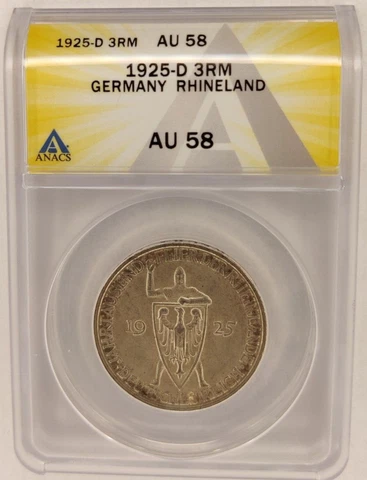 1925-D 3RM AU 58
1925-D 3RM
GERMANY RHINELAND
ANACS
AU 58
19 25